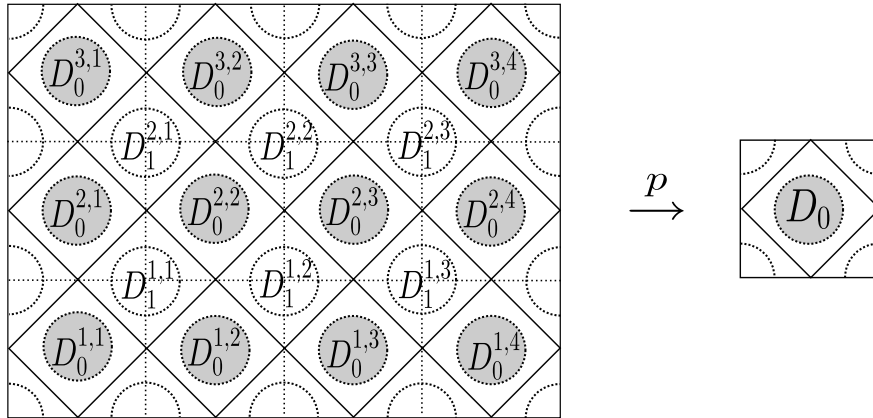 D_0^{3,1} D_0^{3,2} D_0^{3,3} D_0^{3,4}
D_1^{2,1} D_1^{2,2} D_1^{2,3}
D_0^{2,1} D_0^{2,2} D_0^{2,3} D_0^{2,4}
D_1^{1,1} D_1^{1,2} D_1^{1,3}
D_0^{1,1} D_0^{1,2} D_0^{1,3} D_0^{1,4}
p
D_0